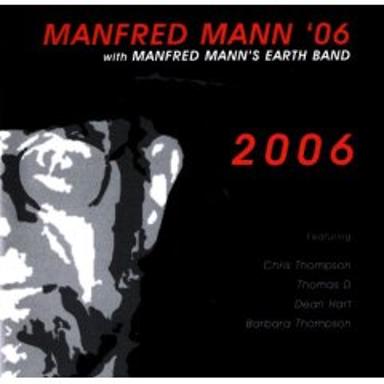 MANFRED MANN '06
with MANFRED MANN'S EARTH BAND
2006
Featuring
Chris Thompson
Thomas D
Dean Hart
Barbara Thompson